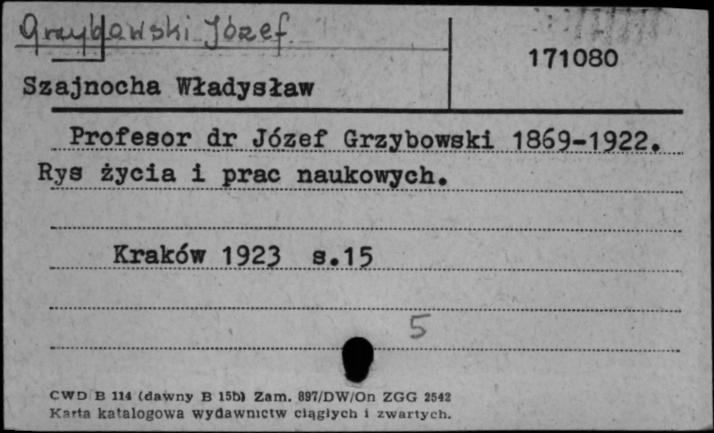 Grzybowski Józef
171080
Szajnocha Władysław
Profesor dr Józef Grzybowski 1869-1922.
Rys życia i prac naukowych.
Kraków 1923 s.15
5
CWD B 114 (dawny B 15b) Zam. 897/DW/On ZGG 2542
Karta katalogowa wydawnictw ciągłych i zwartych.